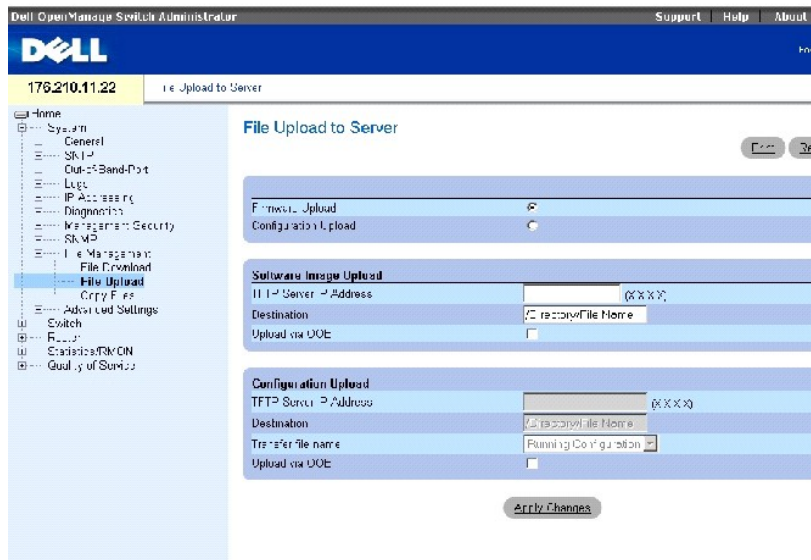 Dell OpenManage Switch Administrator
Support Help About
DELL
176.210.11.22
File Upload to Server
Home
System
General
SNTP
Out-of-Band-Port
Logs
IP Addressing
Diagnostics
Management Security
SNMP
File Management
File Download
File Upload
Copy Files
Advanced Settings
Switch
Router
Statistics/RMON
Quality of Service
File Upload to Server
Print
Firmware Upload
Configuration Upload
Software Image Upload
TFTP Server IP Address
(X.X.X.X)
Destination
/Directory/File Name
Upload via OOB
Configuration Upload
TFTP Server IP Address
(X.X.X.X)
Destination
/Directory/File Name
Transfer file name
Running Configuration
Upload via OOB
Apply Changes